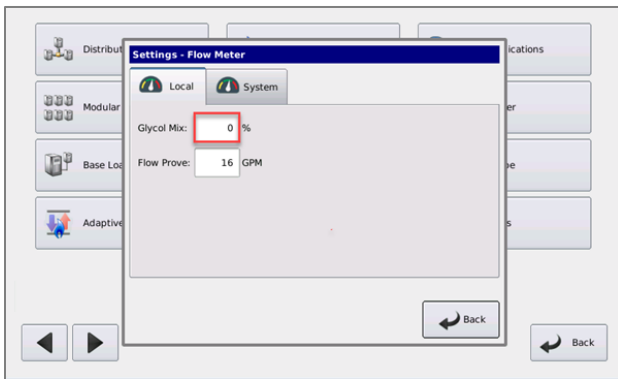 Distribut
ications
Settings - Flow Meter
Local
System
Modular
er
Glycol Mix: 0 %
Base Loa
Flow Prove: 16 GPM
pe
Adaptive
s
Back
Back